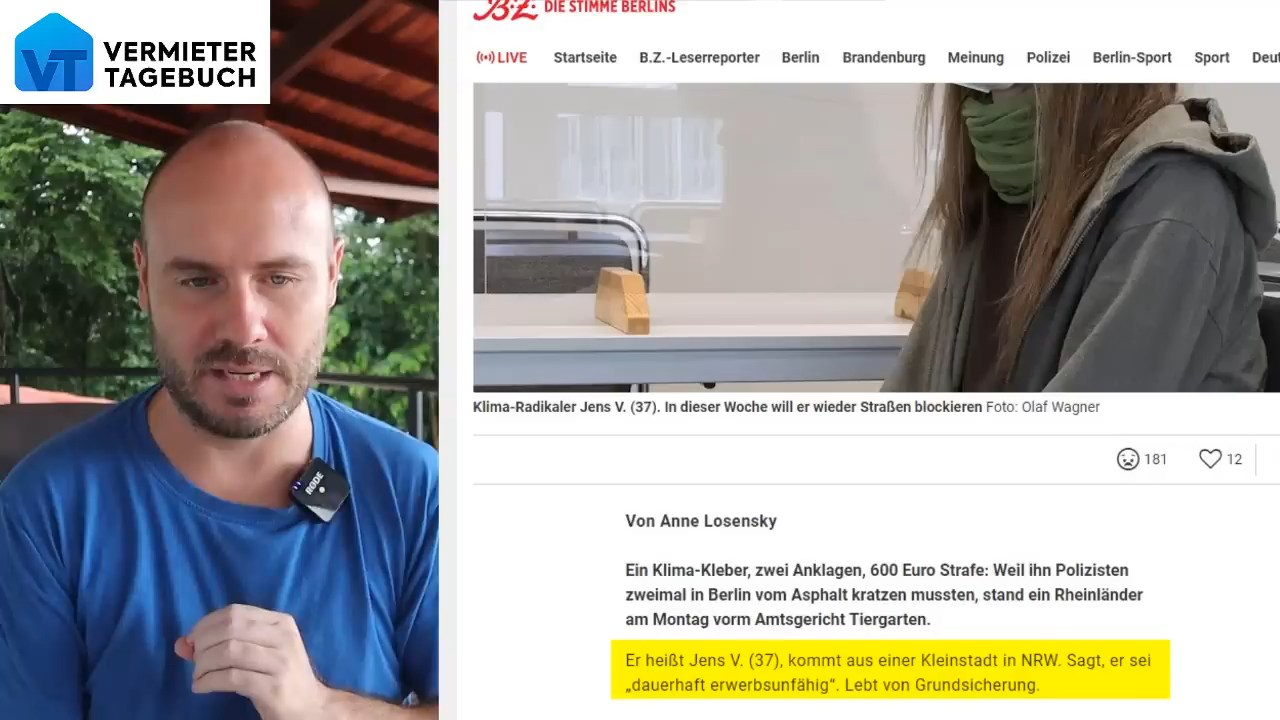 VERMIETER
TAGEBUCH
VT
B.Z. DIE STIMME BERLINS
LIVE Startseite B.Z.-Leserreporter Berlin Brandenburg Meinung Polizei Berlin-Sport Sport Deut
RØDE
Klima-Radikaler Jens V. (37). In dieser Woche will er wieder Straßen blockieren Foto: Olaf Wagner
181 12
Von Anne Losensky
Ein Klima-Kleber, zwei Anklagen, 600 Euro Strafe: Weil ihn Polizisten
zweimal in Berlin vom Asphalt kratzen mussten, stand ein Rheinländer
am Montag vorm Amtsgericht Tiergarten.
Er heißt Jens V. (37), kommt aus einer Kleinstadt in NRW. Sagt, er sei
„dauerhaft erwerbsunfähig“. Lebt von Grundsicherung.